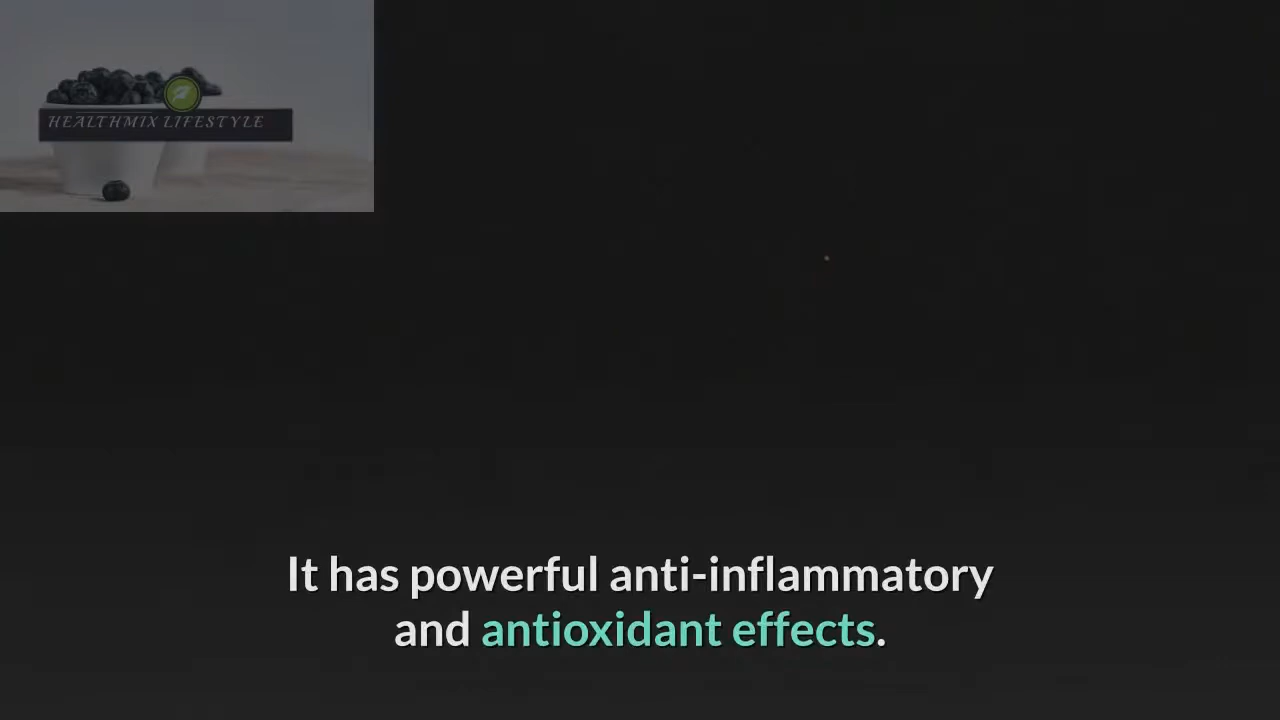 HEALTHMIX LIFESTYLE
It has powerful anti-inflammatory
and antioxidant effects.